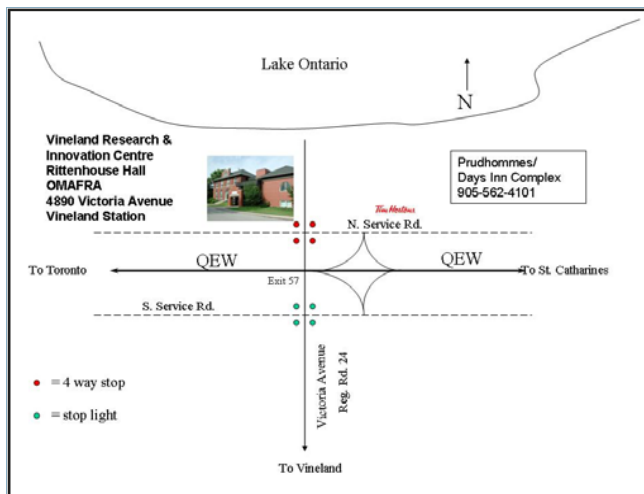 Lake Ontario
N
Vineland Research &
Innovation Centre
Rittenhouse Hall
OMAFRA
4890 Victoria Avenue
Vineland Station
Prudhommes/
Days Inn Complex
905-562-4101
Tim Hortons
N. Service Rd.
QEW
QEW
To Toronto
To St. Catharines
Exit 57
S. Service Rd.
Victoria Avenue
Reg. Rd. 24
= 4 way stop
= stop light
To Vineland